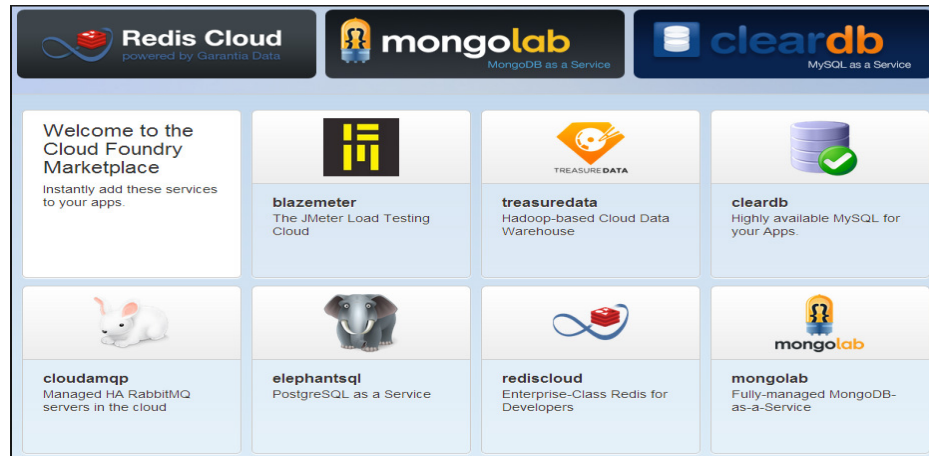 Redis Cloud
powered by Garantia Data
mongolab
MongoDB as a Service
cleardb
MySQL as a Service
Welcome to the
Cloud Foundry
Marketplace
Instantly add these services
to your apps.
blazemeter
The JMeter Load Testing
Cloud
TREASURE DATA
treasuredata
Hadoop-based Cloud Data
Warehouse
cleardb
Highly available MySQL for
your Apps.
cloudamqp
Managed HA RabbitMQ
servers in the cloud
elephantsql
PostgreSQL as a Service
rediscloud
Enterprise-Class Redis for
Developers
mongolab
mongolab
Fully-managed MongoDB-
as-a-Service